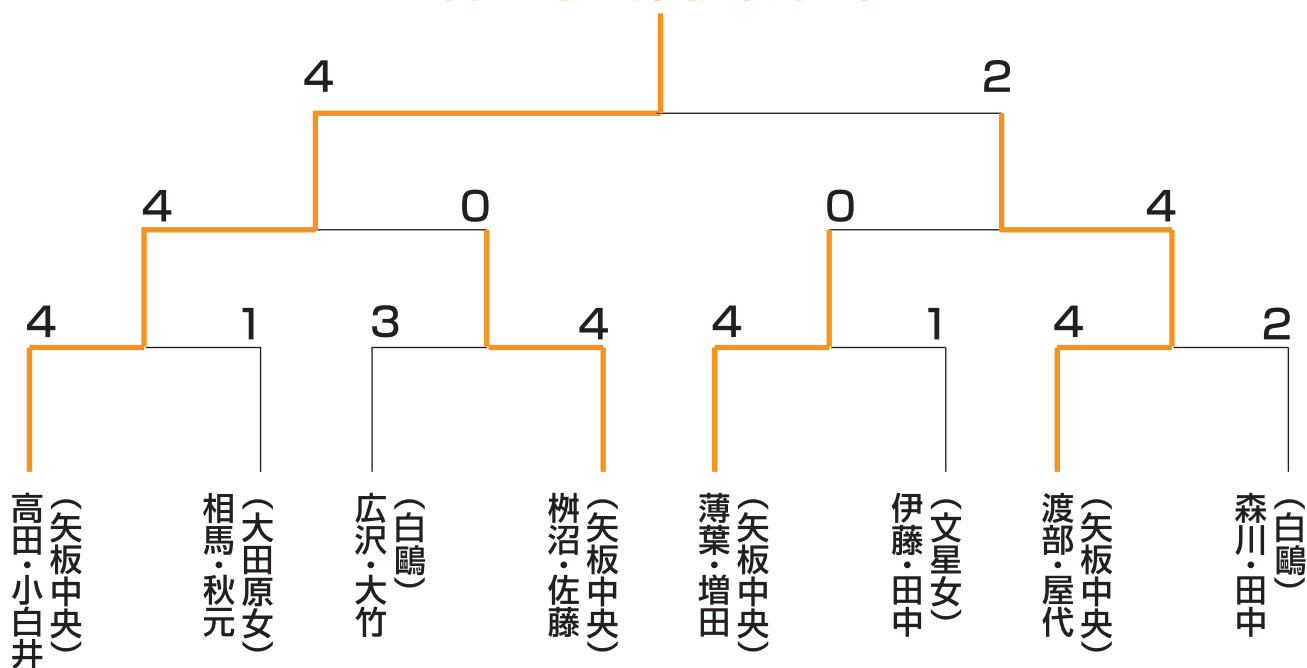 4
2
4
0
0
4
4
1
3
4
4
1
4
2
高田・小白井
(矢板中央)
相馬・秋元
(大田原女)
広沢・大竹
(白鷗)
桝沼・佐藤
(矢板中央)
薄葉・増田
(矢板中央)
伊藤・田中
(文星女)
渡部・屋代
(矢板中央)
森川・田中
(白鷗)